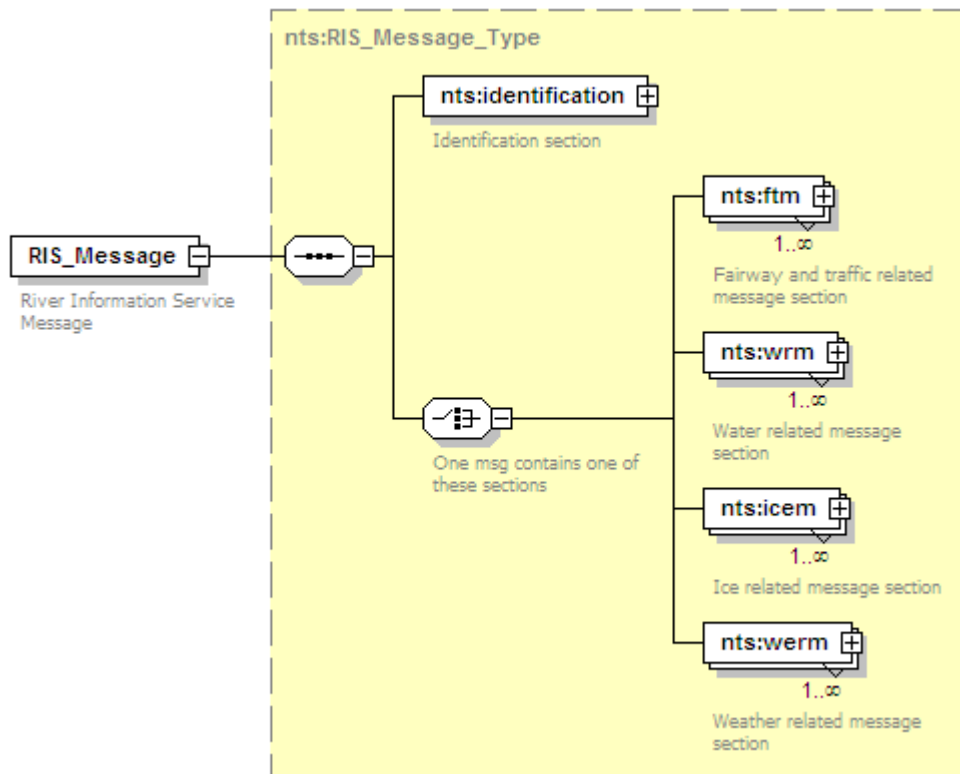 nts:RIS_Message_Type
nts:identification
Identification section
nts:ftm
1..∞
Fairway and traffic related
message section
RIS_Message
River Information Service
Message
nts:wrm
1..∞
Water related message
section
One msg contains one of
these sections
nts:icem
1..∞
Ice related message section
nts:werm
1..∞
Weather related message
section